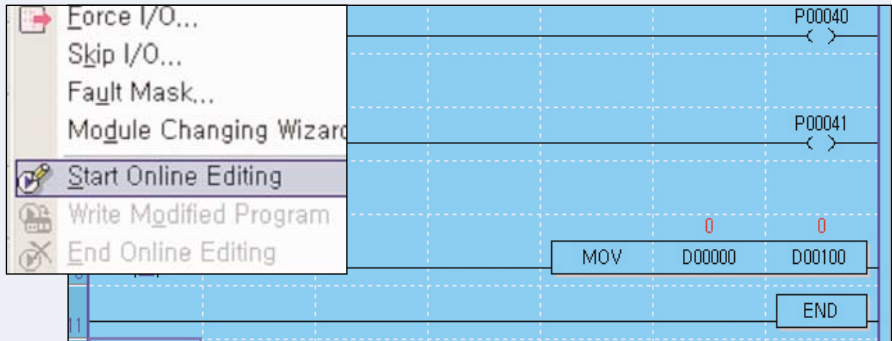 Force I/O...
Skip I/O...
Fault Mask...
Module Changing Wizard
Start Online Editing
Write Modified Program
End Online Editing
P00040
P00041
0 0
MOV D00000 D00100
END
11